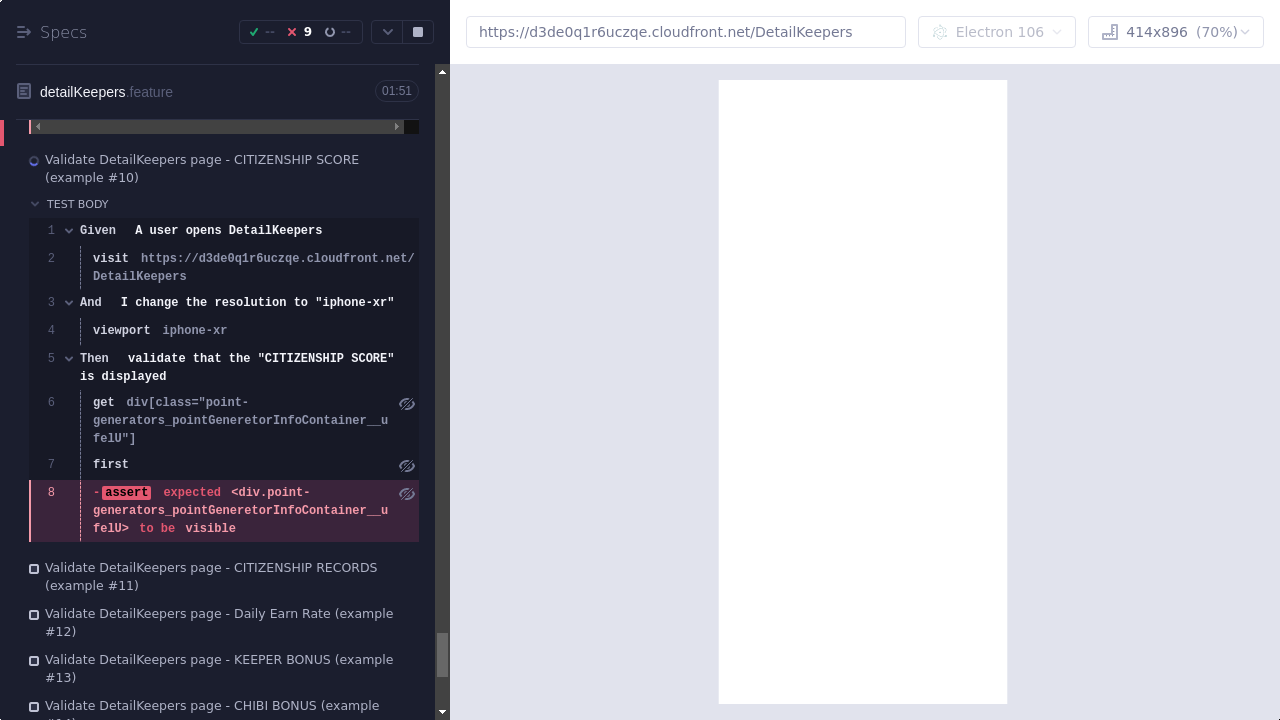 Specs
--
9
--
https://d3de0q1r6uczqe.cloudfront.net/DetailKeepers
Electron 106
414x896 (70%)
detailKeepers.feature
01:51
Validate DetailKeepers page - CITIZENSHIP SCORE
(example #10)
TEST BODY
1 Given A user opens DetailKeepers
2 visit https://d3de0q1r6uczqe.cloudfront.net/
DetailKeepers
3 And I change the resolution to "iphone-xr"
4 viewport iphone-xr
5 Then validate that the "CITIZENSHIP SCORE"
is displayed
6 get div[class="point-
generators_pointGeneretorInfoContainer__u
felU"]
7 first
8 -assert expected <div.point-
generators_pointGeneretorInfoContainer__u
felU> to be visible
Validate DetailKeepers page - CITIZENSHIP RECORDS
(example #11)
Validate DetailKeepers page - Daily Earn Rate (example
#12)
Validate DetailKeepers page - KEEPER BONUS (example
#13)
Validate DetailKeepers page - CHIBI BONUS (example